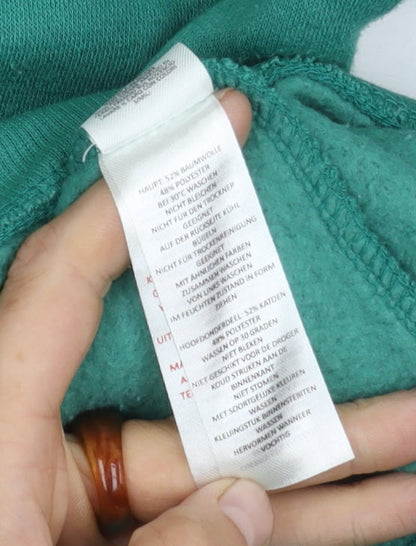 HAUPT: 52% BAUMWOLLE
48% POLYESTER
BEI 30°C WASCHEN
NICHT BLEICHEN
NICHT FÜR DEN TROCKNER
GEEIGNET
AUF DER RÜCKSEITE KÜHL
BÜGELN
NICHT FÜR TROCKENREINIGUNG
GEEIGNET
MIT ÄHNLICHEN FARBEN
ZUSAMMEN WASCHEN
VON LINKS WASCHEN
IM FEUCHTEN ZUSTAND IN FORM
ZIEHEN
HOOFDONDERDEEL: 52% KATOEN
48% POLYESTER
WASSEN OP 30 GRADEN
NIET BLEKEN
NIET GESCHIKT VOOR DE DROGER
KOUD STRIJKEN AAN DE
BINNENKANT
NIET STOMEN
MET SOORTGELIJKE KLEUREN
WASSEN
KLEDINGSTUK BINNENSTEBUITEN
WASSEN
HERVORMEN WANNEER
VOCHTIG